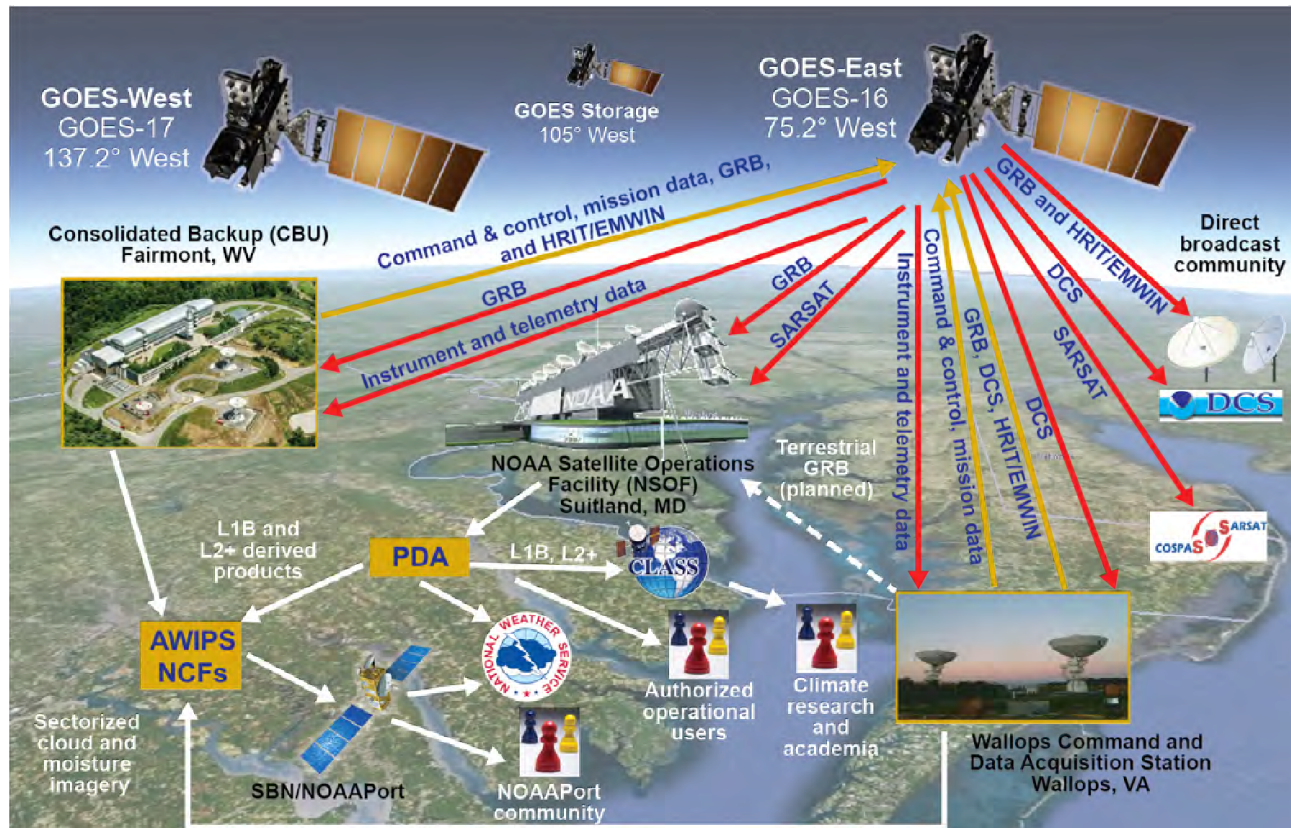 GOES-West
GOES-17
137.2° West
GOES Storage
105° West
GOES-East
GOES-16
75.2° West
Consolidated Backup (CBU)
Fairmont, WV
Command & control, mission data, GRB,
and HRIT/EMWIN
GRB
Instrument and telemetry data
GRB
SARSAT
Instrument and telemetry data
Command & control, mission data
GRB, DCS, HRIT/EMWIN
DCS
GRB and HRIT/EMWIN
DCS
SARSAT
Direct
broadcast
community
DCS
COSPAS SARSAT
NOAA
NOAA Satellite Operations
Facility (NSOF)
Suitland, MD
Terrestrial
GRB
(planned)
L1B and
L2+ derived
products
PDA
L1B, L2+
CLASS
AWIPS
NCFs
NATIONAL WEATHER SERVICE
Authorized
operational
users
Climate
research
and
academia
Sectorized
cloud and
moisture
imagery
SBN/NOAAPort
NOAAPort
community
Wallops Command and
Data Acquisition Station
Wallops, VA